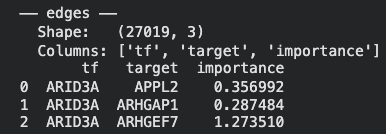 ── edges ──
Shape: (27019, 3)
Columns: ['tf', 'target', 'importance']
tf target importance
0 ARID3A APPL2 0.356992
1 ARID3A ARHGAP1 0.287484
2 ARID3A ARHGEF7 1.273510